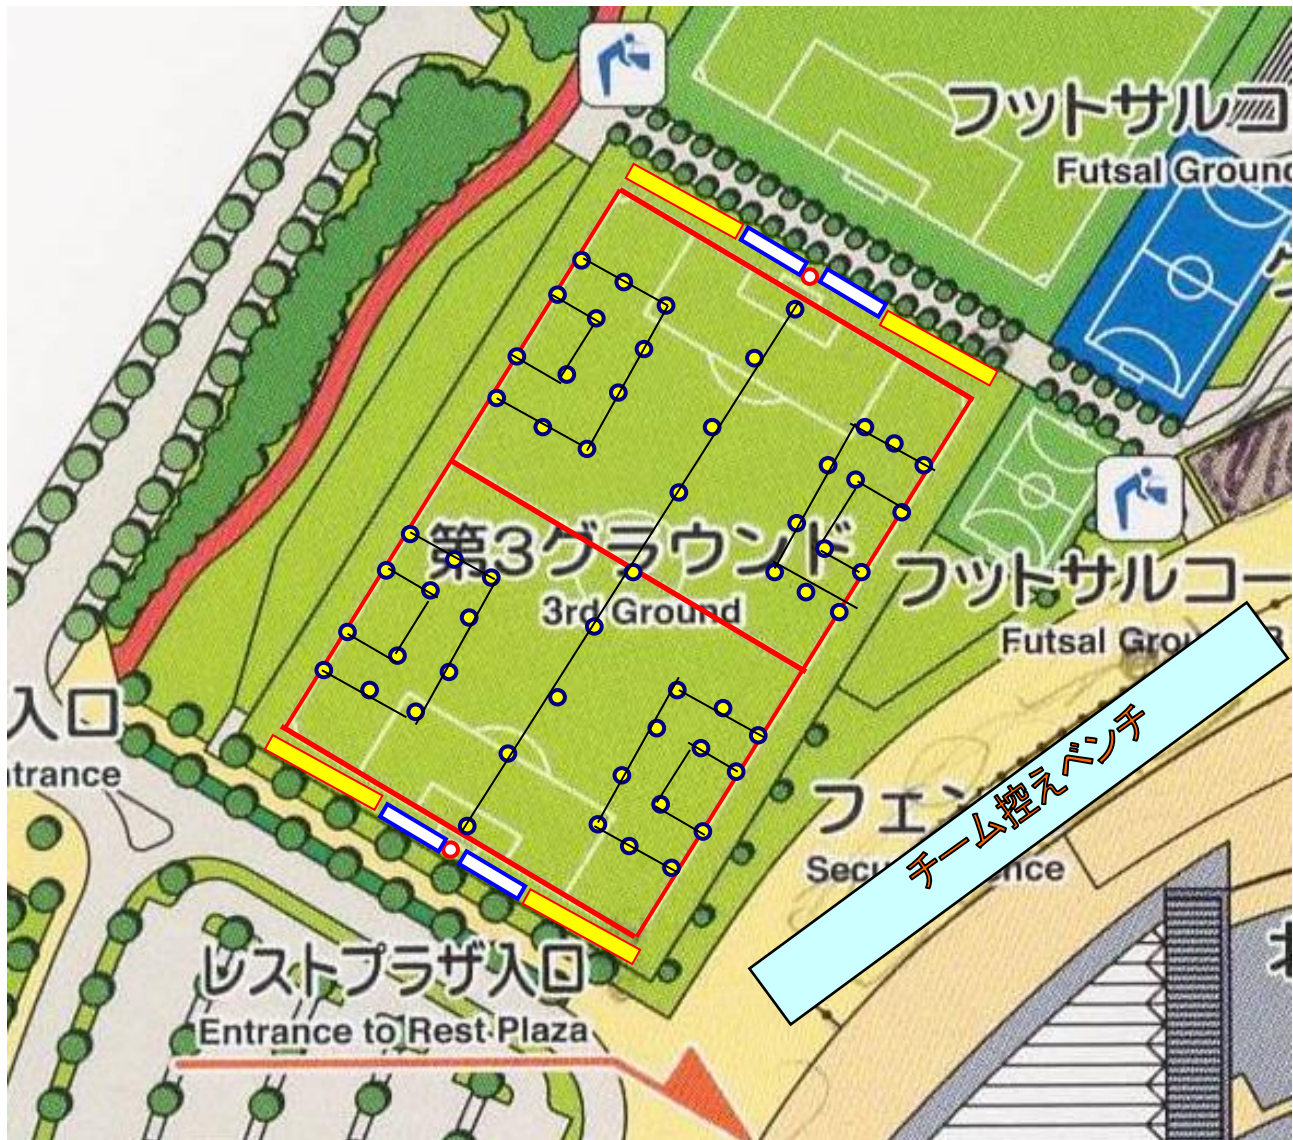 フットサルコ
Futsal Ground
第3グラウンド
3rd Ground
フットサルコー
Futsal Grou
入口
ntrance
チーム控えベンチ
フェン
Secu
ence
レストプラザ入口
Entrance to Rest Plaza